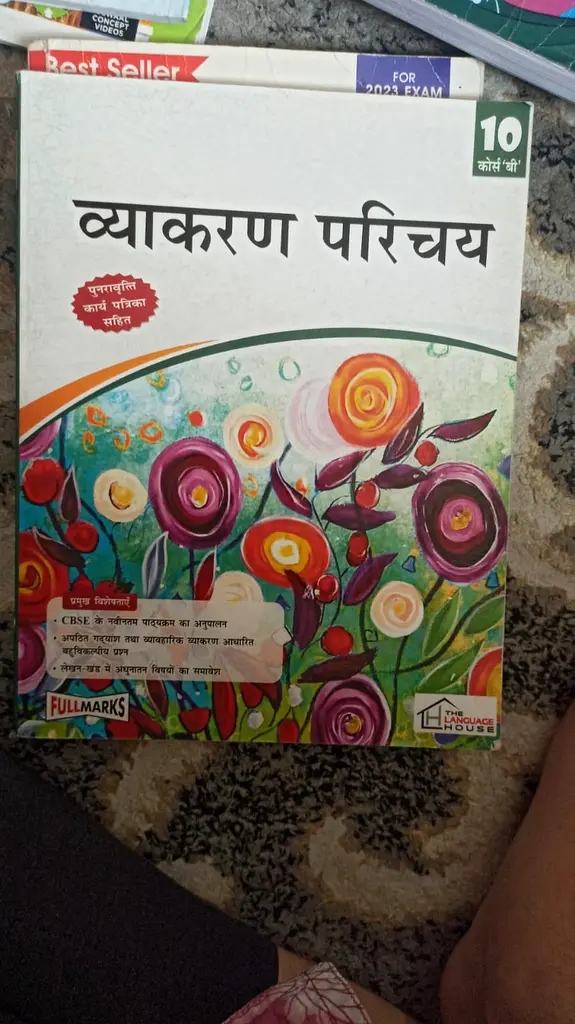 CONCEPT
VIDEOS
Best Seller
FOR
2023 EXAM
10
कोर्स 'बी'
व्याकरण परिचय
पुनरावृत्ति
कार्य पत्रिका
सहित
प्रमुख विशेषताएँ
• CBSE के नवीनतम पाठ्यक्रम का अनुपालन
• अपठित गद्यांश तथा व्यावहारिक व्याकरण आधारित
बहुविकल्पीय प्रश्न
• लेखन-खंड में अधुनातन विषयों का समावेश
FULLMARKS
THE
LANGUAGE
HOUSE